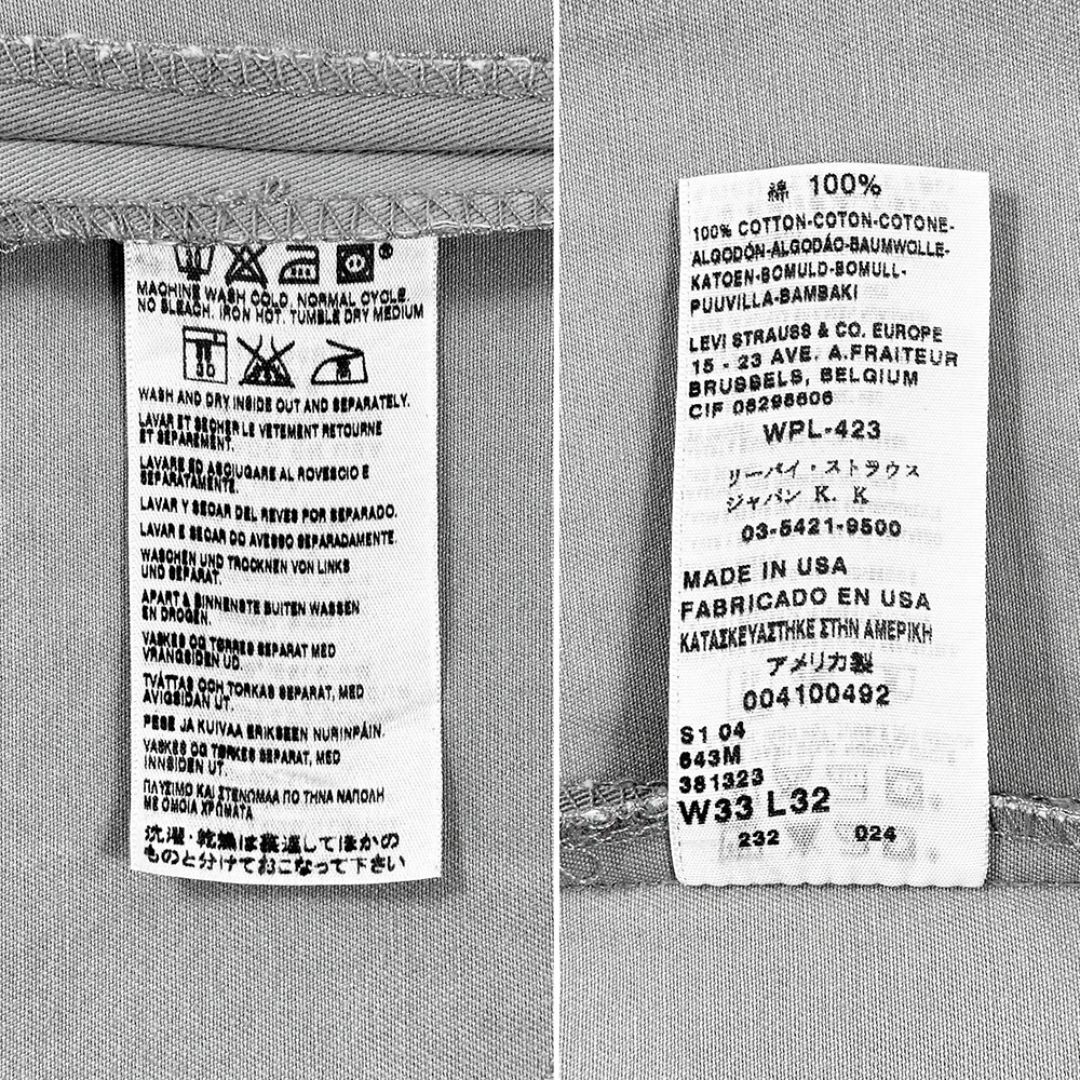 MACHINE WASH COLD. NORMAL CYCLE.
NO BLEACH. IRON HOT. TUMBLE DRY MEDIUM
30
WASH AND DRY INSIDE OUT AND SEPARATELY.
LAVAR ET SECHER LE VETEMENT RETOURNE
ET SEPAREMENT.
LAVARE ED ASCIUGARE AL ROVESCIO E
SEPARATAMENTE.
LAVAR Y SECAR DEL REVES POR SEPARADO.
LAVAR E SECAR DO AVESSO SEPARADAMENTE.
WASCHEN UND TROCKNEN VON LINKS
UND SEPARAT.
APART & BINNENSTE BUITEN WASSEN
EN DROGEN.
VASKES OG TØRRES SEPARAT MED
VRANGSIDEN UD.
TVÄTTAS OCH TORKAS SEPARAT, MED
AVIGSIDAN UT.
PESE JA KUIVAA ERIKSEEN NURINPÄIN.
VASKES OG TØRKES SEPARAT, MED
INNSIDEN UT.
ΠΛΥΣΙΜΟ ΚΑΙ ΣΤΕΝΩΜΑΑ ΠΟ ΤΗΝΑ ΝΑΠΟΛΗ
ΜΕ ΟΜΟΙΑ ΧΡΩΜΑΤΑ
洗濯・乾燥は裏返してほかの
ものと分けておこなって下さい
綿 100%
100% COTTON-COTON-COTONE-
ALGODÓN-ALGODÃO-BAUMWOLLE-
KATOEN-BOMULD-BOMULL-
PUUVILLA-BAMBAKI
LEVI STRAUSS & CO. EUROPE
15 - 23 AVE. A.FRAITEUR
BRUSSELS, BELGIUM
CIF 08298606
WPL-423
リーバイ・ストラウス
ジャパン K. K
03-5421-9500
MADE IN USA
FABRICADO EN USA
ΚΑΤΑΣΚΕΥΑΣΤΗΚΕ ΣΤΗΝ ΑΜΕΡΙΚΗ
アメリカ製
004100492
S1 04
643M
381323
W33 L32
232 024